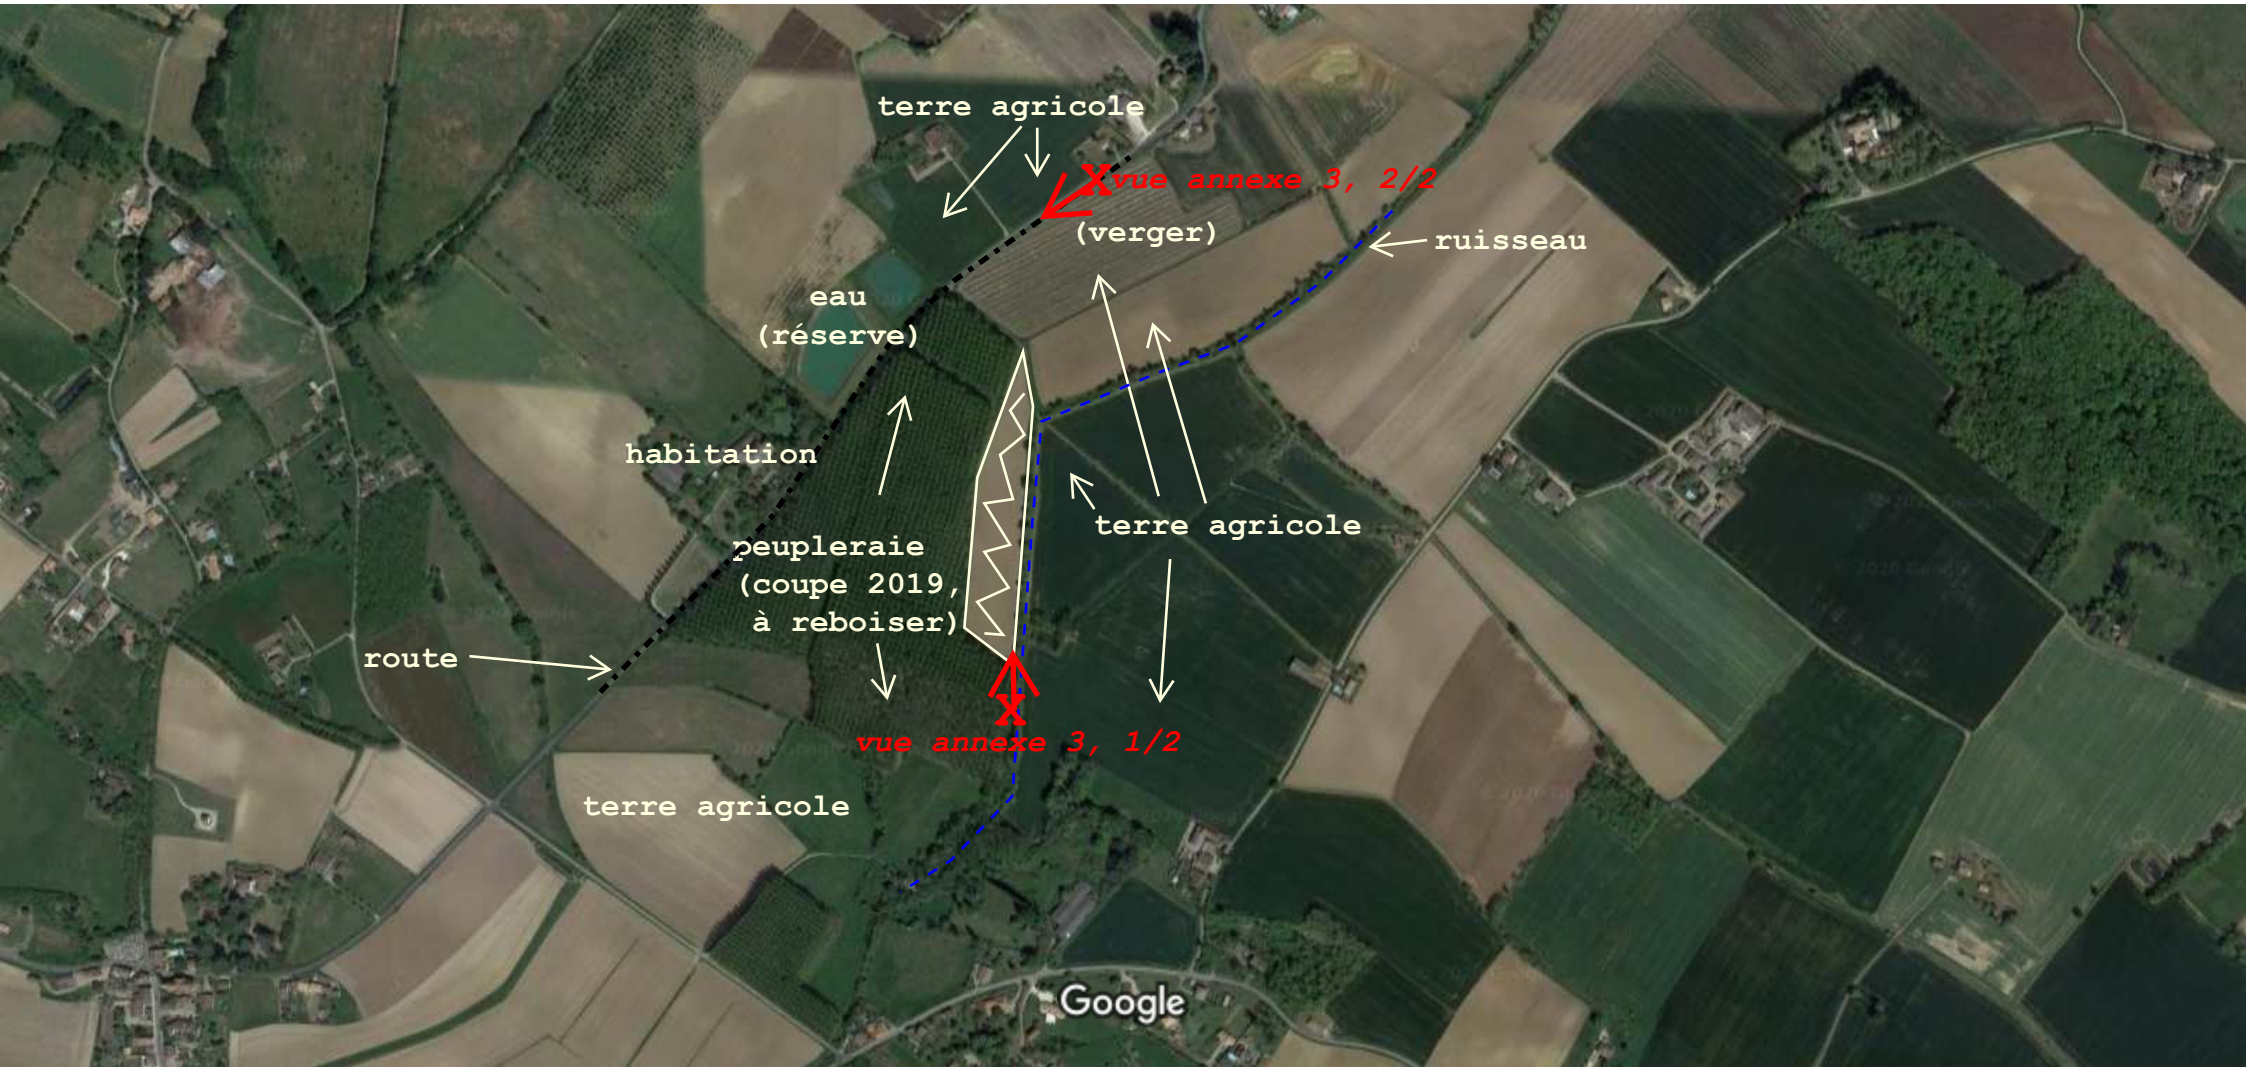 terre agricole
vue annexe 3, 2/2
(verger)
ruisseau
eau
(réserve)
habitation
terre agricole
peupleraie
(coupe 2019,
à reboiser)
route
vue annexe 3, 1/2
terre agricole
Google